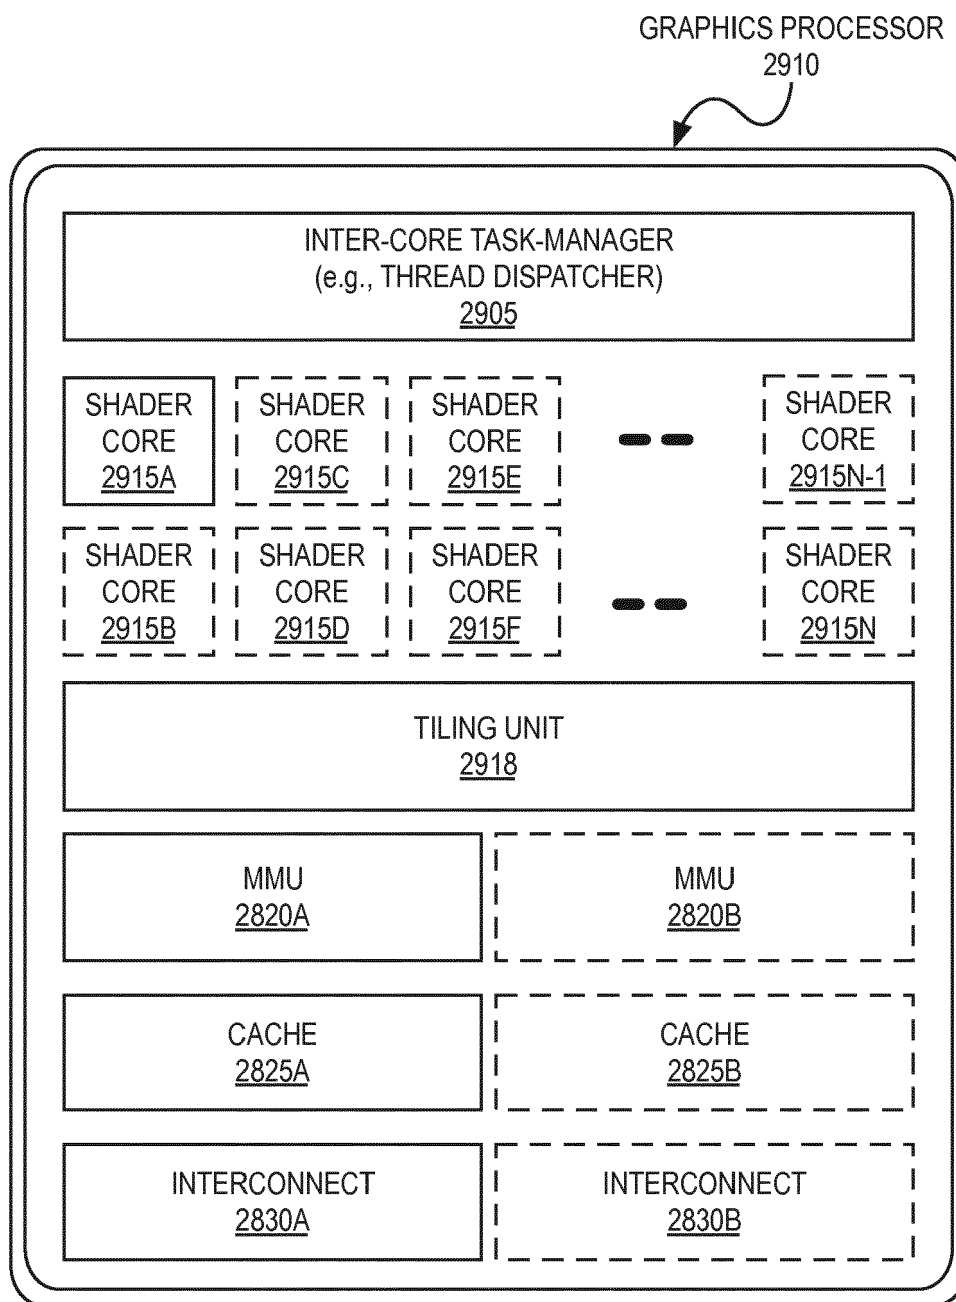 GRAPHICS PROCESSOR
2910
INTER-CORE TASK-MANAGER
(e.g., THREAD DISPATCHER)
2905
SHADER
CORE
2915A
SHADER
CORE
2915C
SHADER
CORE
2915E
SHADER
CORE
2915N-1
SHADER
CORE
2915B
SHADER
CORE
2915D
SHADER
CORE
2915F
SHADER
CORE
2915N
TILING UNIT
2918
MMU
2820A
MMU
2820B
CACHE
2825A
CACHE
2825B
INTERCONNECT
2830A
INTERCONNECT
2830B